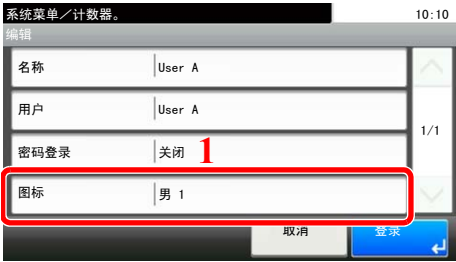 系统菜单／计数器。 10:10
编辑
名称 User A
用户 User A
1/1
密码登录 关闭 1
图标 男 1
取消 登录